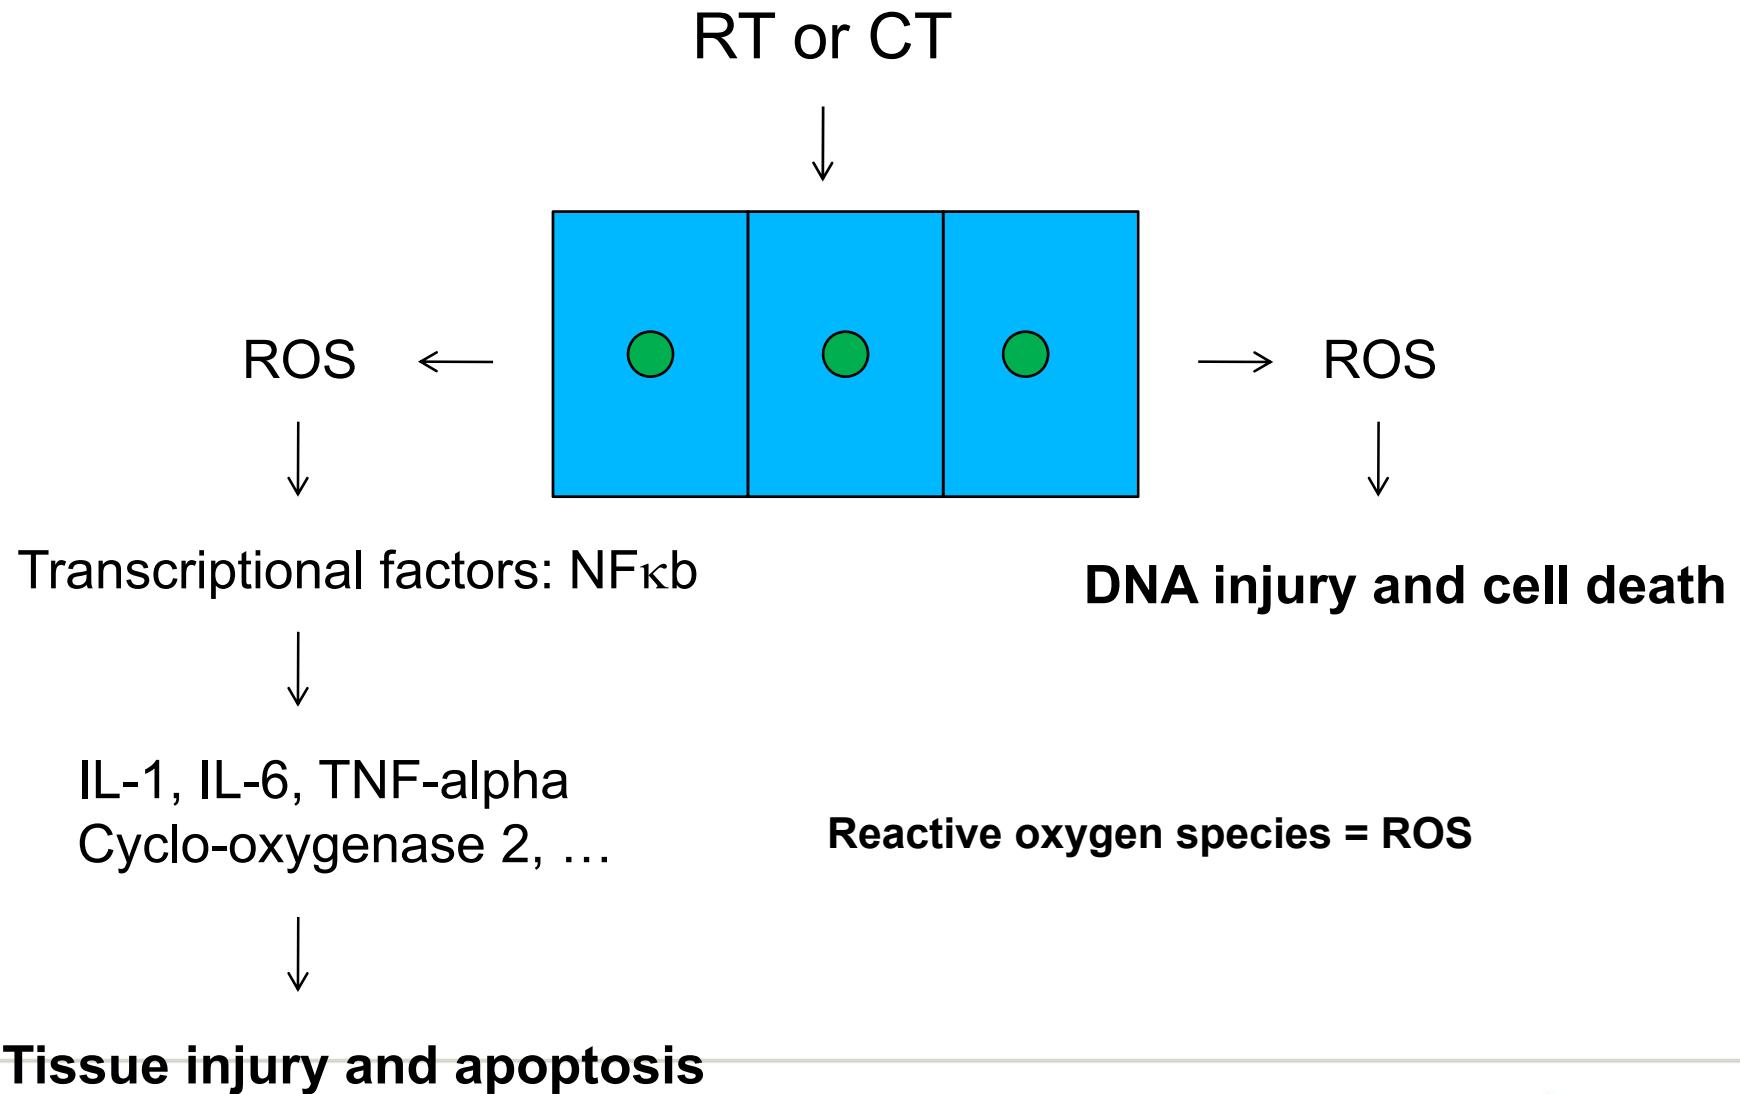 RT or CT
ROS
ROS
Transcriptional factors: NFκb
DNA injury and cell death
IL-1, IL-6, TNF-alpha
Cyclo-oxygenase 2, …
Reactive oxygen species = ROS
Tissue injury and apoptosis